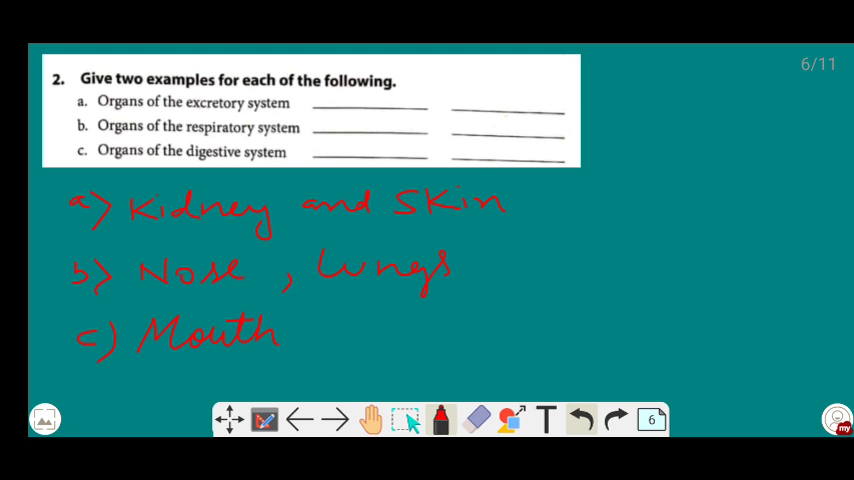 6/11
2. Give two examples for each of the following.
a. Organs of the excretory system
b. Organs of the respiratory system
c. Organs of the digestive system
a) Kidney and Skin
b) Nose, Lungs
c) Mouth
T 6
my